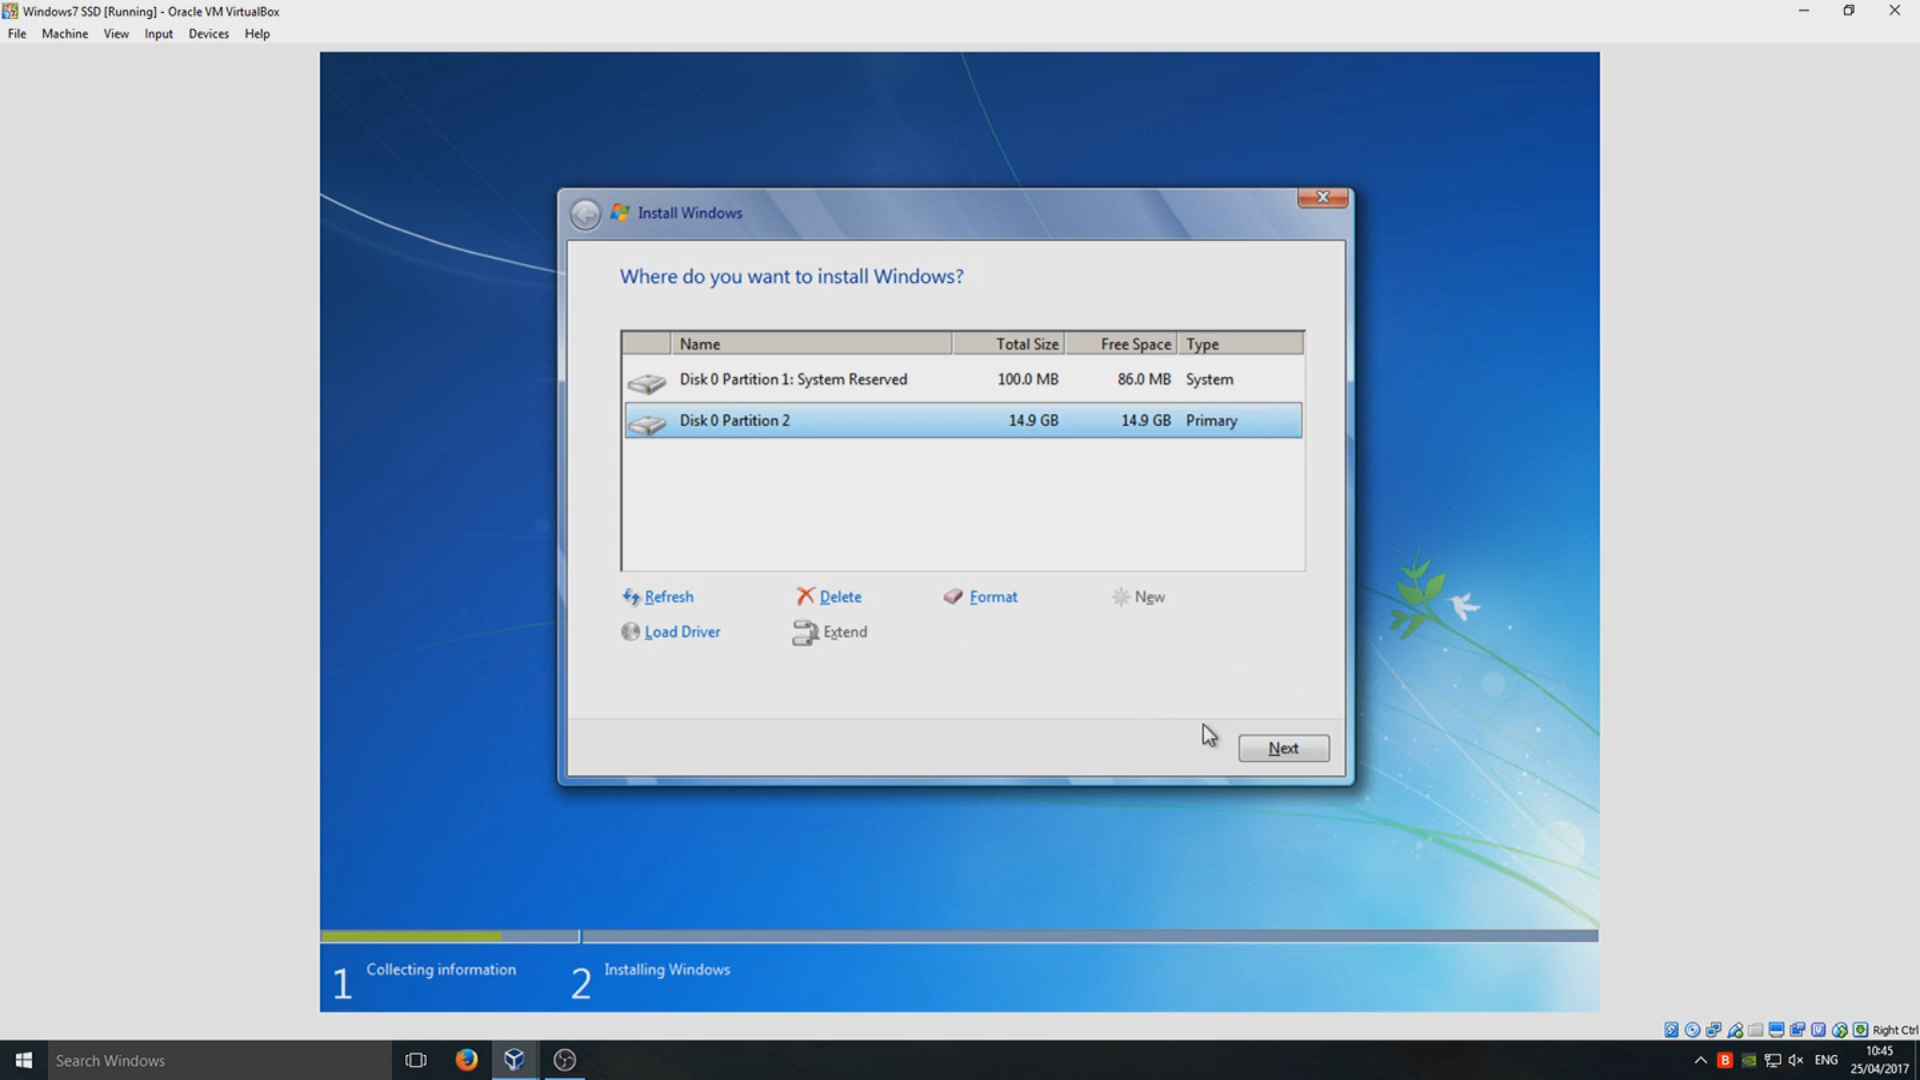 Windows7 SSD [Running] - Oracle VM VirtualBox
File Machine View Input Devices Help
Install Windows
Where do you want to install Windows?
Name Total Size Free Space Type
Disk 0 Partition 1: System Reserved 100.0 MB 86.0 MB System
Disk 0 Partition 2 14.9 GB 14.9 GB Primary
Refresh Delete Format New
Load Driver Extend
Next
1 Collecting information 2 Installing Windows
Right Ctrl
Search Windows
B ENG 10:45
25/04/2017